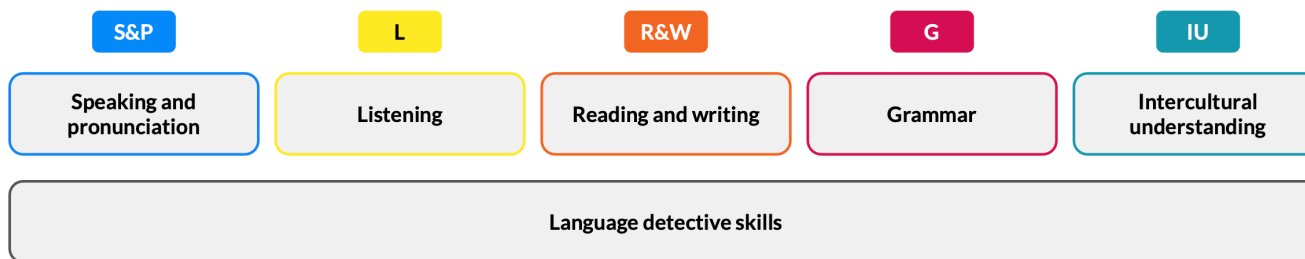 S&P
L
R&W
G
IU
Speaking and
pronunciation
Listening
Reading and writing
Grammar
Intercultural
understanding
Language detective skills